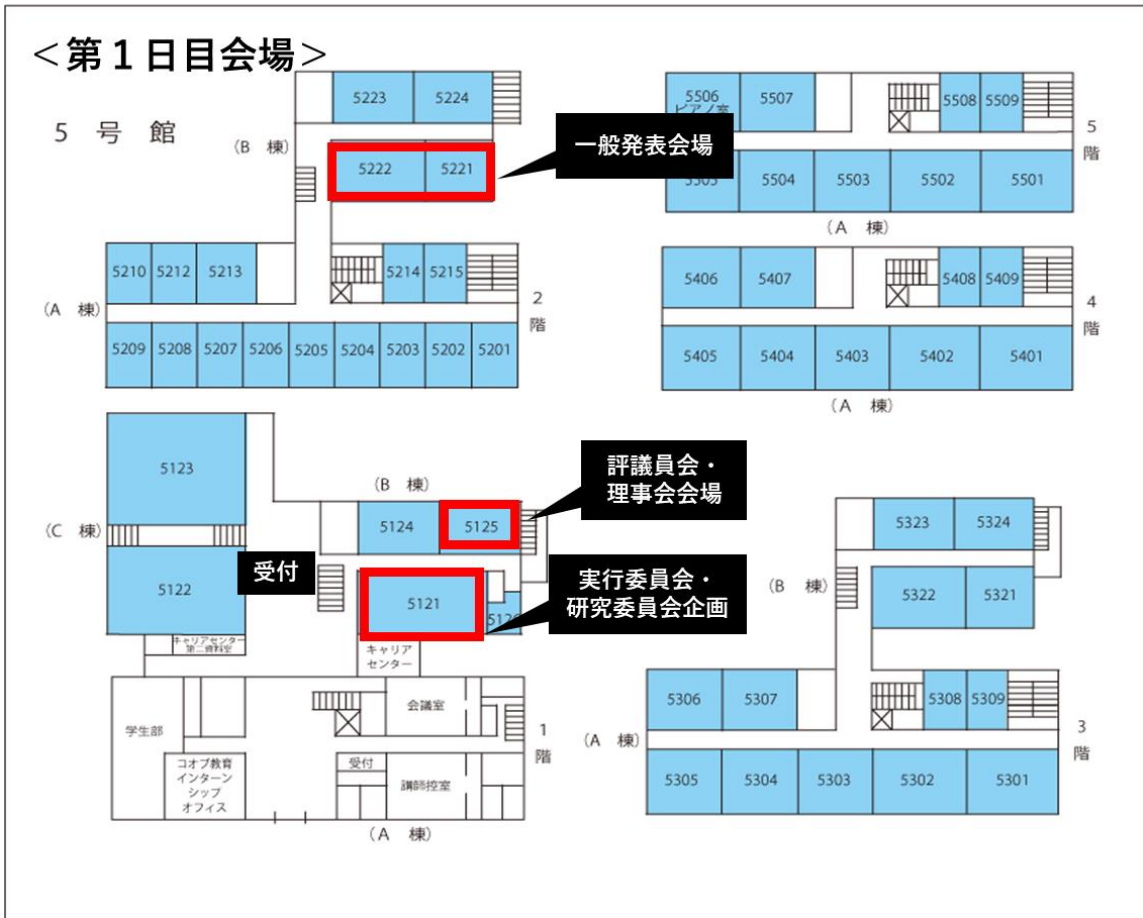 <第1日目会場>
5 号 館
(B 棟)
5223
5224
5222
5221
一般発表会場
5210
5212
5213
5214
5215
(A 棟)
2
階
5209
5208
5207
5206
5205
5204
5203
5202
5201
5506
ピアノ室
5507
5508
5509
5
階
5505
5504
5503
5502
5501
(A 棟)
5406
5407
5408
5409
4
階
5405
5404
5403
5402
5401
(A 棟)
5123
(C 棟)
5122
(B 棟)
5124
5125
評議員会・
理事会会場
受付
5121
5126
実行委員会・
研究委員会企画
キャリアセンター
第二資料室
キャリア
センター
学生部
会議室
1
階
コオプ教育
インターン
シップ
オフィス
受付
講師控室
(A 棟)
5323
5324
(B 棟)
5322
5321
5306
5307
5308
5309
(A 棟)
3
階
5305
5304
5303
5302
5301